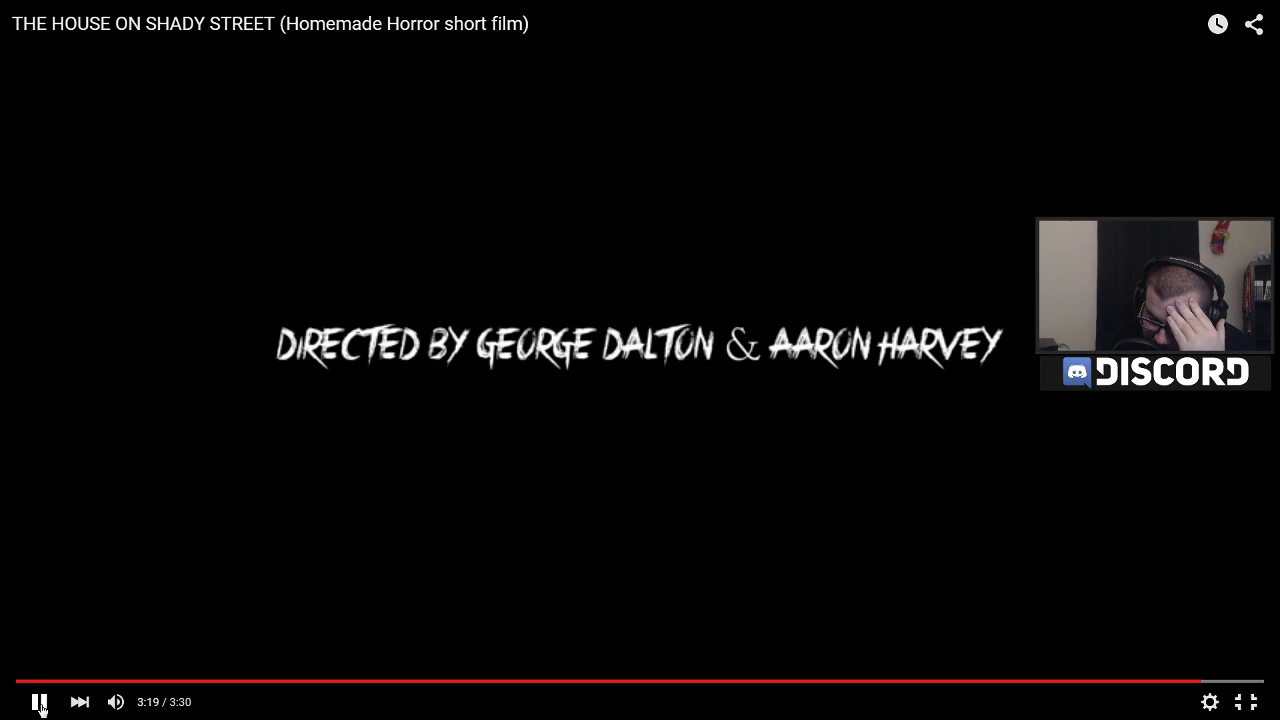 THE HOUSE ON SHADY STREET (Homemade Horror short film)
DIRECTED BY GEORGE DALTON & AARON HARVEY
DISCORD
3:19 / 3:30